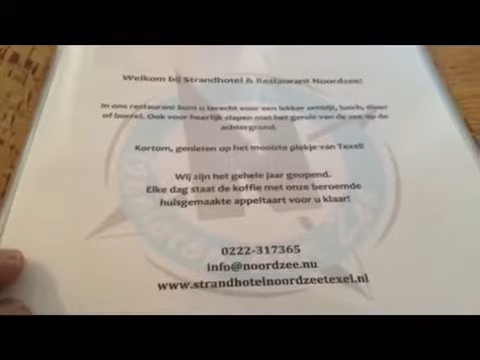 Welkom bij Strandhotel & Restaurant Noordzee!
In ons restaurant kunt u terecht voor een lekker ontbijt, lunch, diner
of borrel. Ook voor heerlijk slapen met het geruis van de zee op de
achtergrond.
Kortom, genieten op het mooiste plekje van Texel!
Wij zijn het gehele jaar geopend.
Elke dag staat de koffie met onze beroemde
huisgemaakte appeltaart voor u klaar!
0222-317365
info@noordzee.nu
www.strandhotelnoordzeetexel.nl